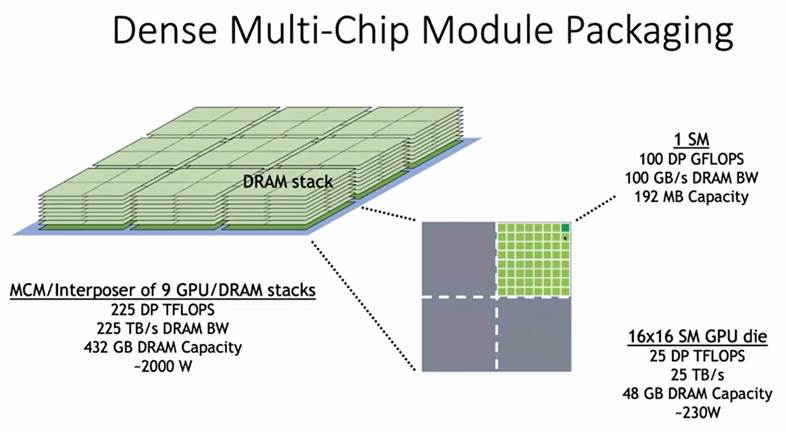 Dense Multi-Chip Module Packaging
DRAM stack
1 SM
100 DP GFLOPS
100 GB/s DRAM BW
192 MB Capacity
MCM/Interposer of 9 GPU/DRAM stacks
225 DP TFLOPS
225 TB/s DRAM BW
432 GB DRAM Capacity
~2000 W
16x16 SM GPU die
25 DP TFLOPS
25 TB/s
48 GB DRAM Capacity
~230W